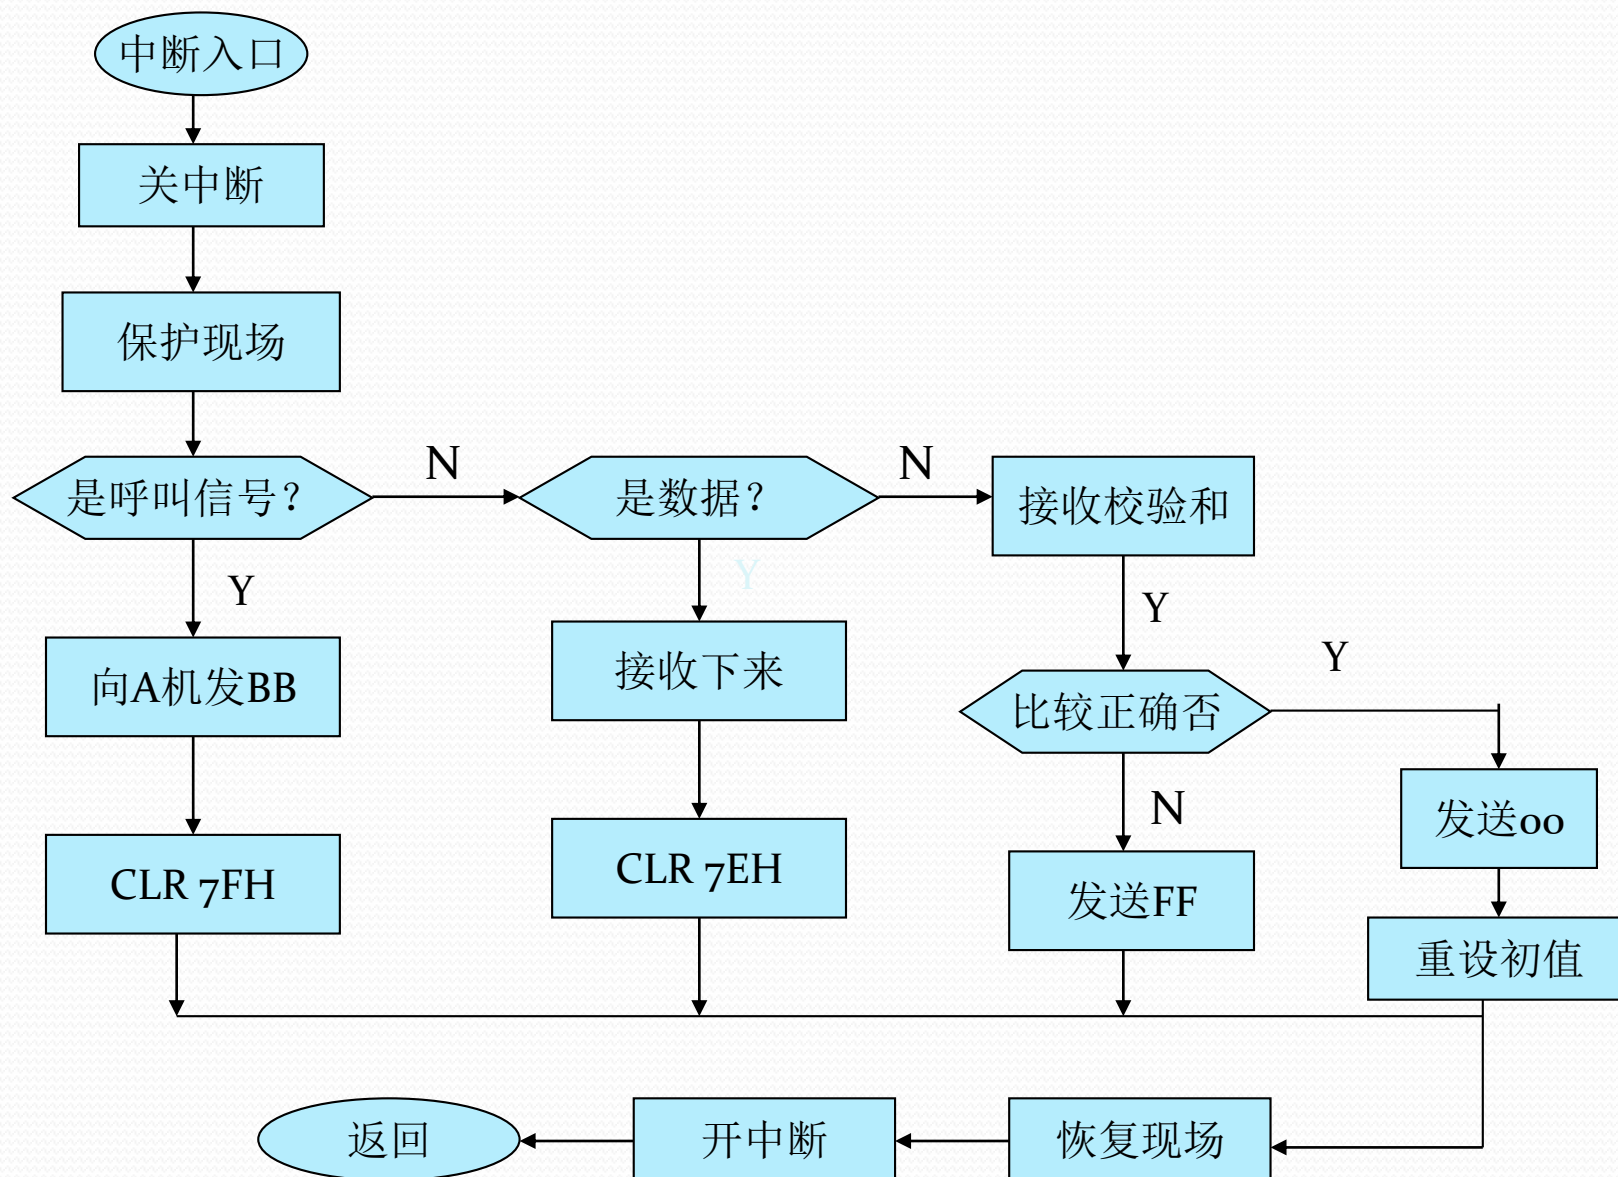 中断入口
关中断
保护现场
是呼叫信号?
N
是数据?
N
接收校验和
Y
Y
Y
向A机发BB
接收下来
比较正确否
Y
N
CLR 7FH
CLR 7EH
发送FF
发送00
重设初值
返回
开中断
恢复现场